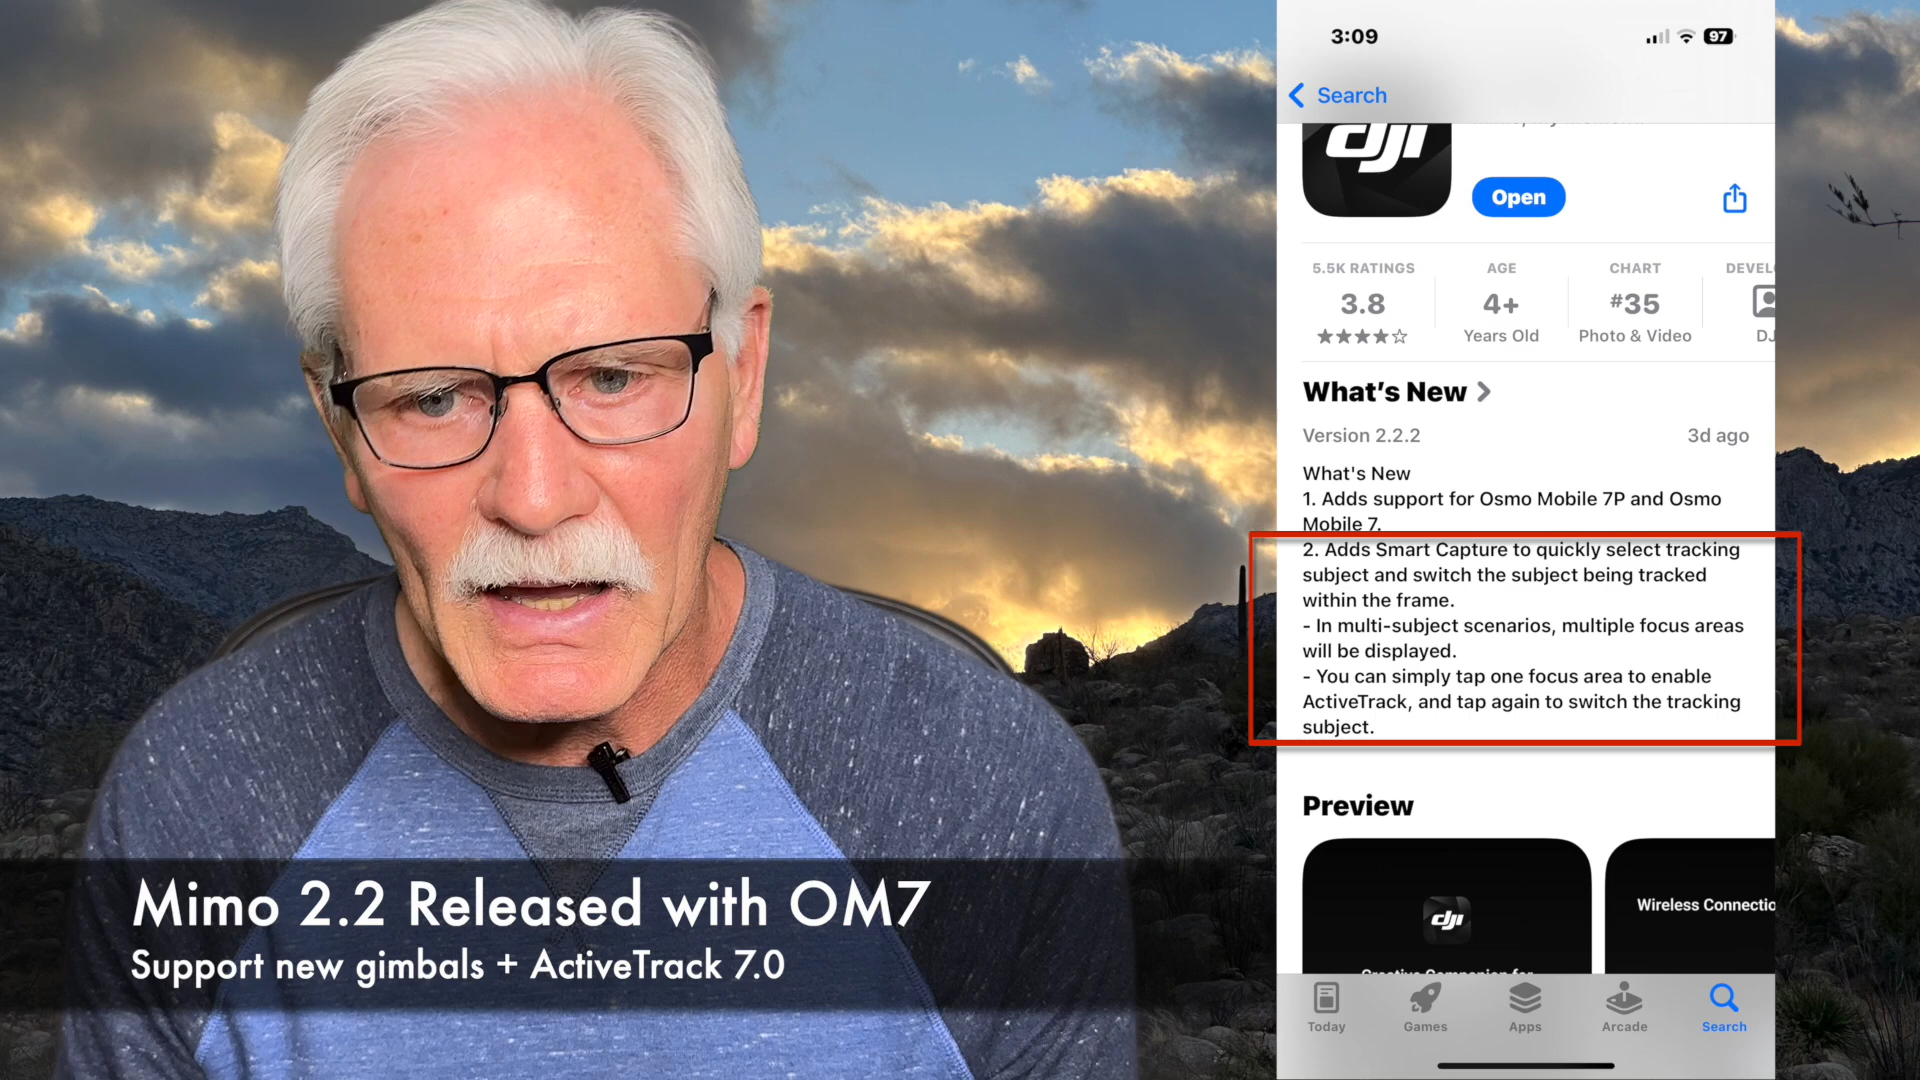 3:09
97
Search
dji
Open
5.5K RATINGS
3.8
AGE
4+
Years Old
CHART
#35
Photo & Video
What's New
Version 2.2.2
3d ago
What's New
1. Adds support for Osmo Mobile 7P and Osmo
Mobile 7.
2. Adds Smart Capture to quickly select tracking
subject and switch the subject being tracked
within the frame.
- In multi-subject scenarios, multiple focus areas
will be displayed.
- You can simply tap one focus area to enable
ActiveTrack, and tap again to switch the tracking
subject.
Preview
dji
Wireless
Today
Games
Apps
Arcade
Search
Mimo 2.2 Released with OM7
Support new gimbals + ActiveTrack 7.0